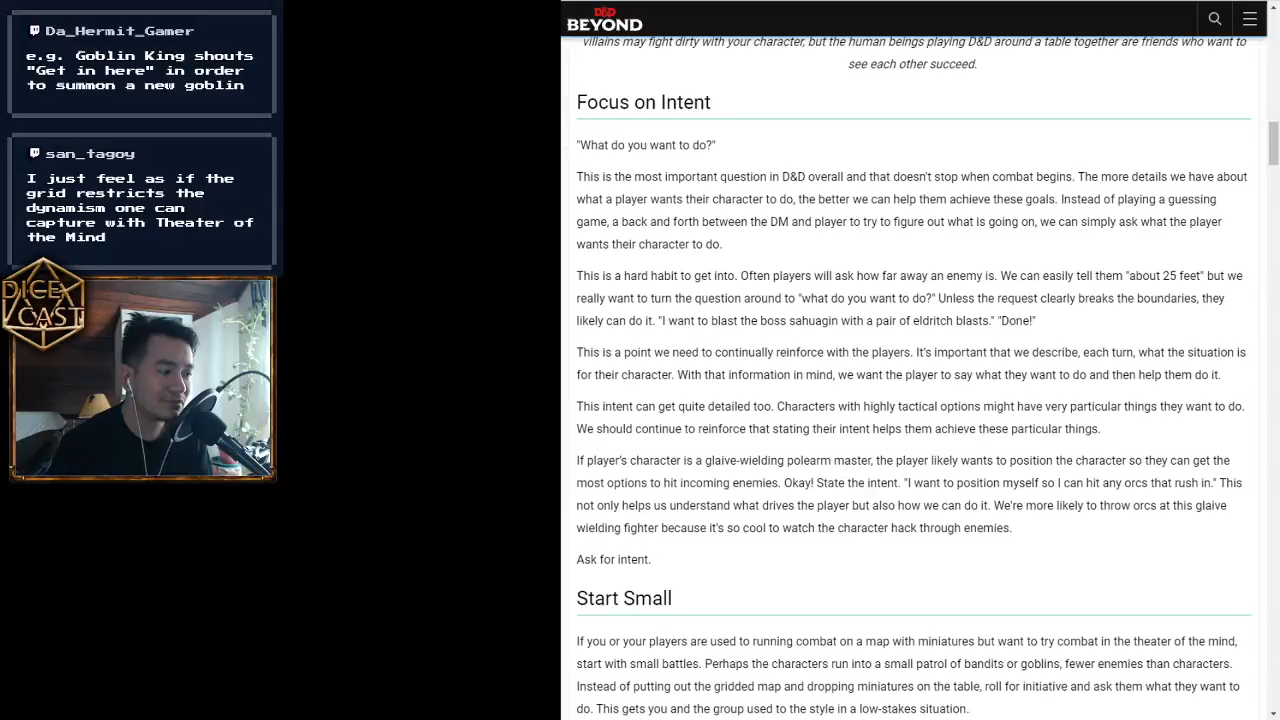 Da_Hermit_Gamer
e.g. Goblin King shouts
"Get in here" in order
to summon a new goblin
san_tagoy
I just feel as if the
grid restricts the
dynamism one can
capture with Theater of
the Mind
DICE
CAST
D&D
BEYOND
villains may fight dirty with your character, but the human beings playing D&D around a table together are friends who want to
see each other succeed.
Focus on Intent
"What do you want to do?"
This is the most important question in D&D overall and that doesn't stop when combat begins. The more details we have about
what a player wants their character to do, the better we can help them achieve these goals. Instead of playing a guessing
game, a back and forth between the DM and player to try to figure out what is going on, we can simply ask what the player
wants their character to do.
This is a hard habit to get into. Often players will ask how far away an enemy is. We can easily tell them "about 25 feet" but we
really want to turn the question around to "what do you want to do?" Unless the request clearly breaks the boundaries, they
likely can do it. "I want to blast the boss sahuagin with a pair of eldritch blasts." "Done!"
This is a point we need to continually reinforce with the players. It's important that we describe, each turn, what the situation is
for their character. With that information in mind, we want the player to say what they want to do and then help them do it.
This intent can get quite detailed too. Characters with highly tactical options might have very particular things they want to do.
We should continue to reinforce that stating their intent helps them achieve these particular things.
If player's character is a glaive-wielding polearm master, the player likely wants to position the character so they can get the
most options to hit incoming enemies. Okay! State the intent. "I want to position myself so I can hit any orcs that rush in." This
not only helps us understand what drives the player but also how we can do it. We're more likely to throw orcs at this glaive
wielding fighter because it's so cool to watch the character hack through enemies.
Ask for intent.
Start Small
If you or your players are used to running combat on a map with miniatures but want to try combat in the theater of the mind,
start with small battles. Perhaps the characters run into a small patrol of bandits or goblins, fewer enemies than characters.
Instead of putting out the gridded map and dropping miniatures on the table, roll for initiative and ask them what they want to
do. This gets you and the group used to the style in a low-stakes situation.